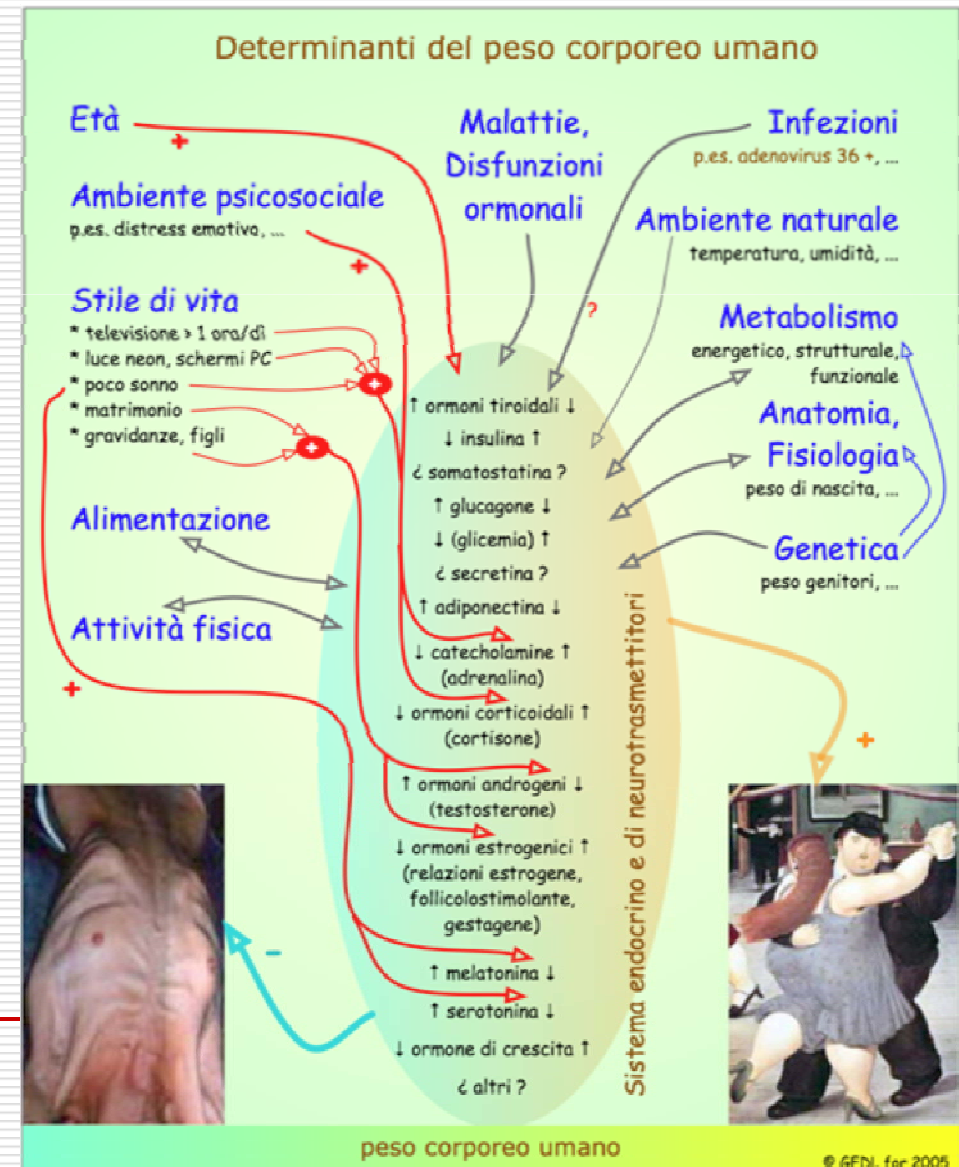 Determinanti del peso corporeo umano
Età
+
Ambiente psicosociale
p.es. distress emotivo, ...
+
Stile di vita
* televisione > 1 ora/dì
* luce neon, schermi PC
* poco sonno
* matrimonio
* gravidanze, figli
+
+
Alimentazione
Attività fisica
+
Malattie,
Disfunzioni
ormonali
Infezioni
p.es. adenovirus 36 +, ...
Ambiente naturale
temperatura, umidità, ...
?
Metabolismo
energetico, strutturale,
funzionale
Anatomia,
Fisiologia
peso di nascita, ...
Genetica
peso genitori, ...
↑ ormoni tiroidali ↓
↓ insulina ↑
¿ somatostatina ?
↑ glucagone ↓
↓ (glicemia) ↑
¿ secretina ?
↑ adiponectina ↓
↓ catecholamine ↑
(adrenalina)
↓ ormoni corticoidali ↑
(cortisone)
↑ ormoni androgeni ↓
(testosterone)
↓ ormoni estrogenici ↑
(relazioni estrogene,
follicolostimolante,
gestagene)
↑ melatonina ↓
↑ serotonina ↓
↓ ormone di crescita ↑
¿ altri ?
Sistema endocrino e di neurotrasmettitori
+
-
peso corporeo umano
© GFDL for 2005